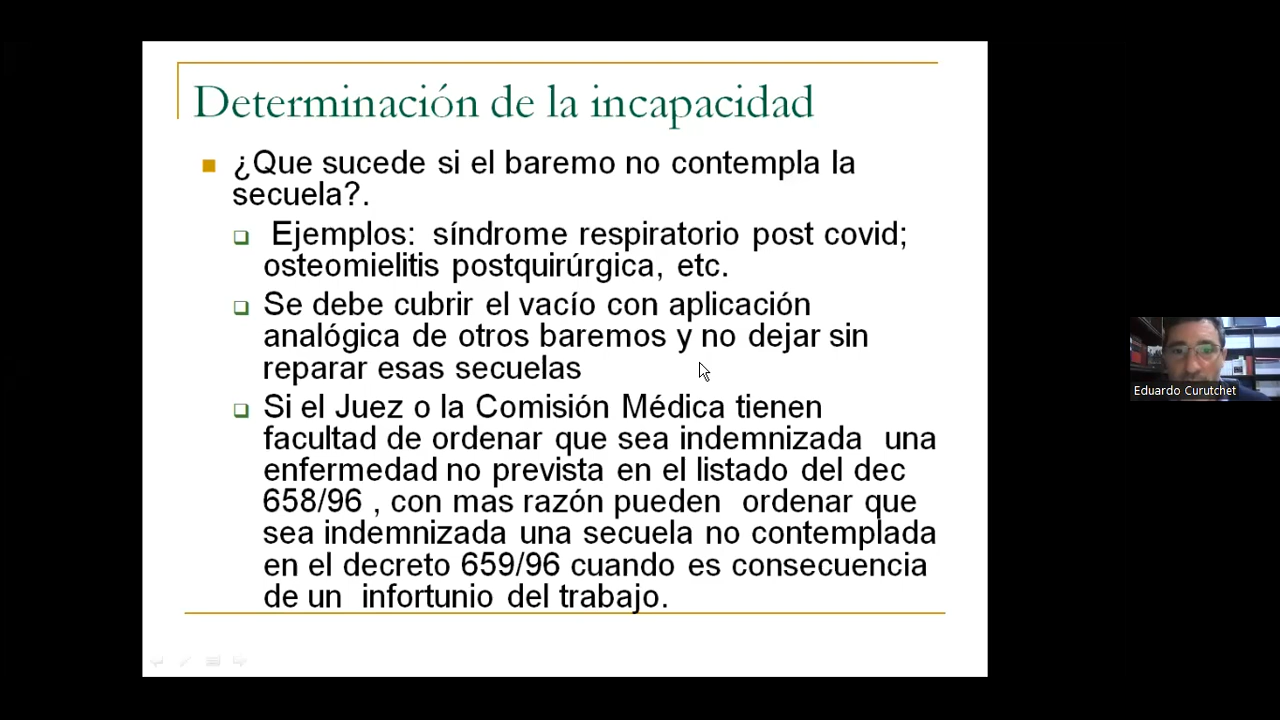 Determinación de la incapacidad
¿Que sucede si el baremo no contempla la
secuela?.
Ejemplos: síndrome respiratorio post covid;
osteomielitis postquirúrgica, etc.
Se debe cubrir el vacío con aplicación
analógica de otros baremos y no dejar sin
reparar esas secuelas
Si el Juez o la Comisión Médica tienen
facultad de ordenar que sea indemnizada una
enfermedad no prevista en el listado del dec
658/96 , con mas razón pueden ordenar que
sea indemnizada una secuela no contemplada
en el decreto 659/96 cuando es consecuencia
de un infortunio del trabajo.
Eduardo Curutchet